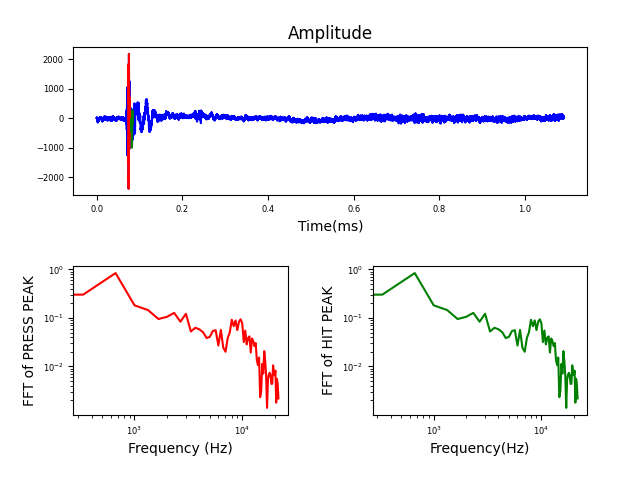 Amplitude
2000
1000
0
−1000
−2000
0.0 0.2 0.4 0.6 0.8 1.0
Time(ms)
FFT of PRESS PEAK
10⁰
10⁻¹
10⁻²
10³ 10⁴
Frequency (Hz)
FFT of HIT PEAK
10⁰
10⁻¹
10⁻²
10³ 10⁴
Frequency(Hz)